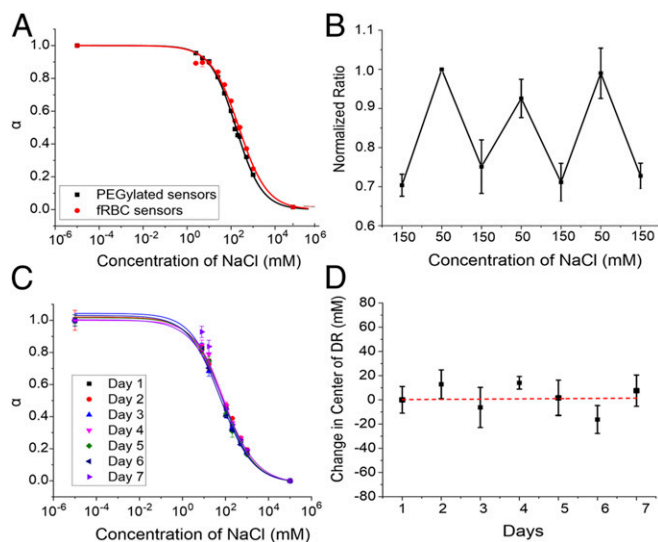 A
1.0
0.8
0.6
0.4
0.2
0.0
α
PEGylated sensors
fRBC sensors
10⁻⁶ 10⁻⁴ 10⁻² 10⁰ 10² 10⁴ 10⁶
Concentration of NaCl (mM)
B
1.1
1.0
0.9
0.8
0.7
0.6
Normalized Ratio
150 50 150 50 150 50 150
Concentration of NaCl (mM)
C
1.0
0.8
0.6
0.4
0.2
0.0
α
Day 1
Day 2
Day 3
Day 4
Day 5
Day 6
Day 7
10⁻⁶ 10⁻⁴ 10⁻² 10⁰ 10² 10⁴ 10⁶
Concentration of NaCl (mM)
D
80
60
40
20
0
-20
-40
-60
-80
Change in Center of DR (mM)
1 2 3 4 5 6 7
Days